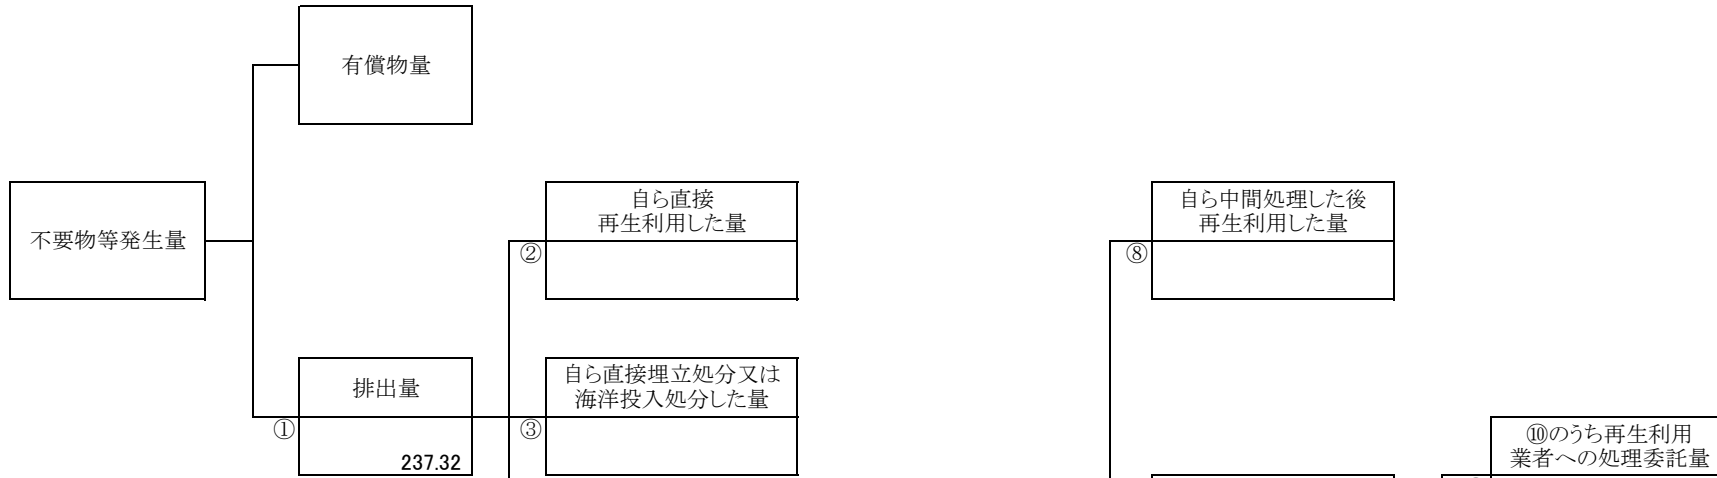 有償物量
不要物等発生量
自ら直接
再生利用した量
②
自ら中間処理した後
再生利用した量
⑧
排出量
①
237.32
自ら直接埋立処分又は
海洋投入処分した量
③
⑩のうち再生利用
業者への処理委託量